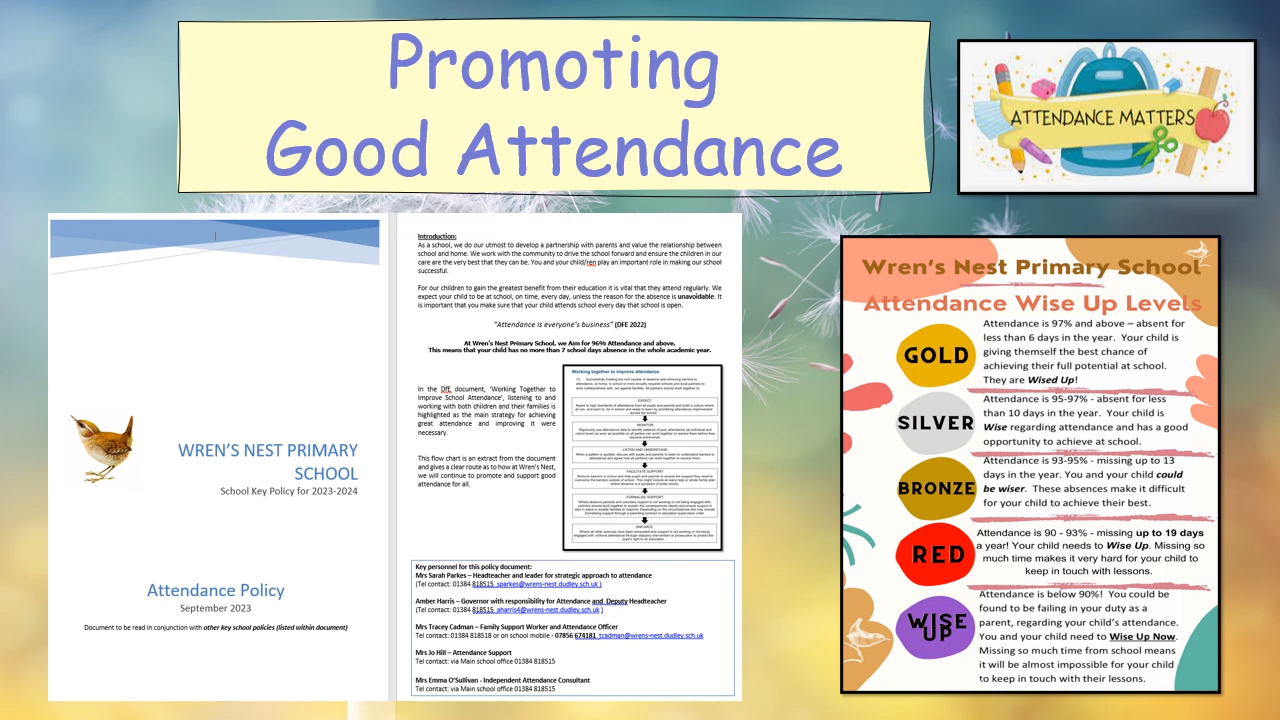 Promoting
Good Attendance
ATTENDANCE MATTERS
WREN'S NEST PRIMARY
SCHOOL
School Key Policy for 2023-2024
Attendance Policy
September 2023
Document to be read in conjunction with other key school policies (listed within document)
Introduction:
As a school, we do our utmost to develop a partnership with parents and value the relationship between
school and home. We work with the community to drive the school forward and ensure the children in our
care are the very best that they can be. You and your child/ren play an important role in making our school
successful.
For our children to gain the greatest benefit from their education it is vital that they attend regularly. We
expect your child to be at school, on time, every day, unless the reason for the absence is unavoidable. It
is important that you make sure that your child attends school every day that school is open.
"Attendance is everyone's business" (DFE 2022)
At Wren's Nest Primary School, we Aim for 96% Attendance and above.
This means that your child has no more than 7 school days absence in the whole academic year.
In the DfE document, 'Working Together to
Improve School Attendance', listening to and
working with both children and their families is
highlighted as the main strategy for achieving
great attendance and improving it were
necessary.
This flow chart is an extract from the document
and gives a clear route as to how at Wren's Nest,
we will continue to promote and support good
attendance for all.
Working together to improve attendance
EXPECT
MONITOR
LISTEN AND UNDERSTAND
FACILITATE SUPPORT
FORMALISE SUPPORT
ENFORCE
Key personnel for this policy document:
Mrs Sarah Parkes – Headteacher and leader for strategic approach to attendance
(Tel contact: 01384 818515 sparkes@wrens-nest.dudley.sch.uk )
Amber Harris – Governor with responsibility for Attendance and Deputy Headteacher
(Tel contact: 01384 818515 aharris4@wrens-nest.dudley.sch.uk )
Mrs Tracey Cadman – Family Support Worker and Attendance Officer
Tel contact: 01384 818518 or on school mobile - 07856 674181 tcadman@wrens-nest.dudley.sch.uk
Mrs Jo Hill – Attendance Support
Tel contact: via Main school office 01384 818515
Mrs Emma O'Sullivan - Independent Attendance Consultant
Tel contact: via Main school office 01384 818515
Wren's Nest Primary School
Attendance Wise Up Levels
GOLD
Attendance is 97% and above – absent for
less than 6 days in the year. Your child is
giving themself the best chance of
achieving their full potential at school.
They are Wised Up!
SILVER
Attendance is 95-97% - absent for less
than 10 days in the year. Your child is
Wise regarding attendance and has a good
opportunity to achieve at school.
BRONZE
Attendance is 93-95% - missing up to 13
days in the year. You and your child could
be wiser. These absences make it difficult
for your child to achieve their best.
RED
Attendance is 90 - 93% - missing up to 19 days
a year! Your child needs to Wise Up. Missing so
much time makes it very hard for your child to
keep in touch with lessons.
WISE
UP
Attendance is below 90%! You could be
found to be failing in your duty as a
parent, regarding your child's attendance.
You and your child need to Wise Up Now.
Missing so much time from school means
it will be almost impossible for your child
to keep in touch with their lessons.